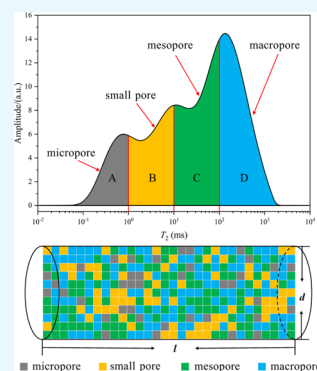 Amplitude/(a.u.)
16
14
12
10
8
6
4
2
0
mesopore
macropore
small pore
micropore
A
B
C
D
10⁻²
10⁻¹
10⁰
10¹
10²
10³
10⁴
T₂ (ms)
d
l
micropore
small pore
mesopore
macropore